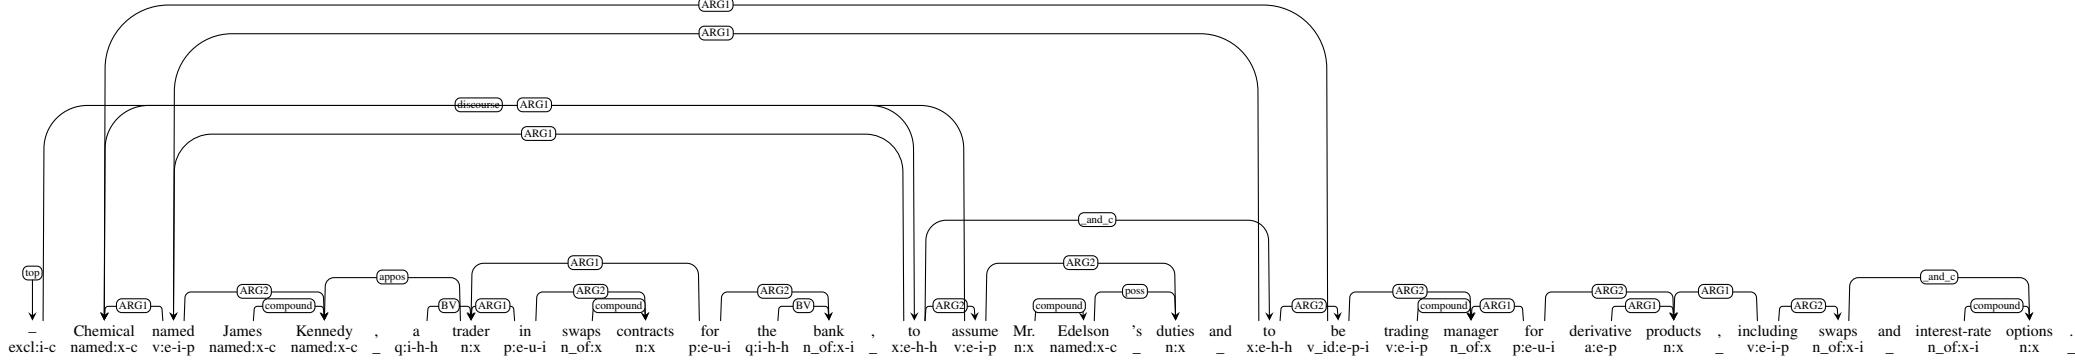 ARG1
ARG1
discourse ARG1
ARG1
_and_c
top appos ARG1 ARG2 poss _and_c
ARG1 ARG2 compound BV ARG1 ARG2 compound ARG2 BV ARG2 compound ARG2 ARG2 compound ARG1 ARG2 ARG1 ARG1 ARG2 compound
– Chemical named James Kennedy , a trader in swaps contracts for the bank , to assume Mr. Edelson 's duties and to be trading manager for derivative products , including swaps and interest-rate options .
excl:i-c named:x-c v:e-i-p named:x-c named:x-c _ q:i-h-h n:x p:e-u-i n_of:x n:x p:e-u-i q:i-h-h n_of:x-i _ x:e-h-h v:e-i-p n:x named:x-c _ n:x _ x:e-h-h v_id:e-p-i v:e-i-p n_of:x p:e-u-i a:e-p n:x _ v:e-i-p n_of:x-i _ n_of:x-i n:x _